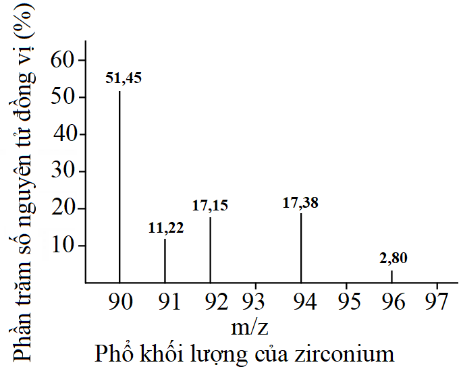 Phần trăm số nguyên tử đồng vị (%)
60
50
40
30
20
10
51,45
11,22
17,15
17,38
2,80
90 91 92 93 94 95 96 97
m/z
Phổ khối lượng của zirconium